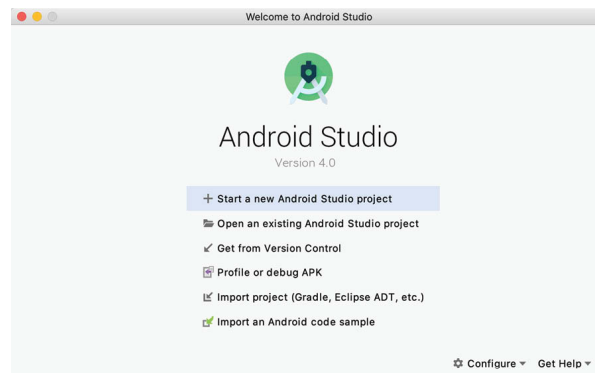 Welcome to Android Studio
Android Studio
Version 4.0
Start a new Android Studio project
Open an existing Android Studio project
Get from Version Control
Profile or debug APK
Import project (Gradle, Eclipse ADT, etc.)
Import an Android code sample
Configure Get Help